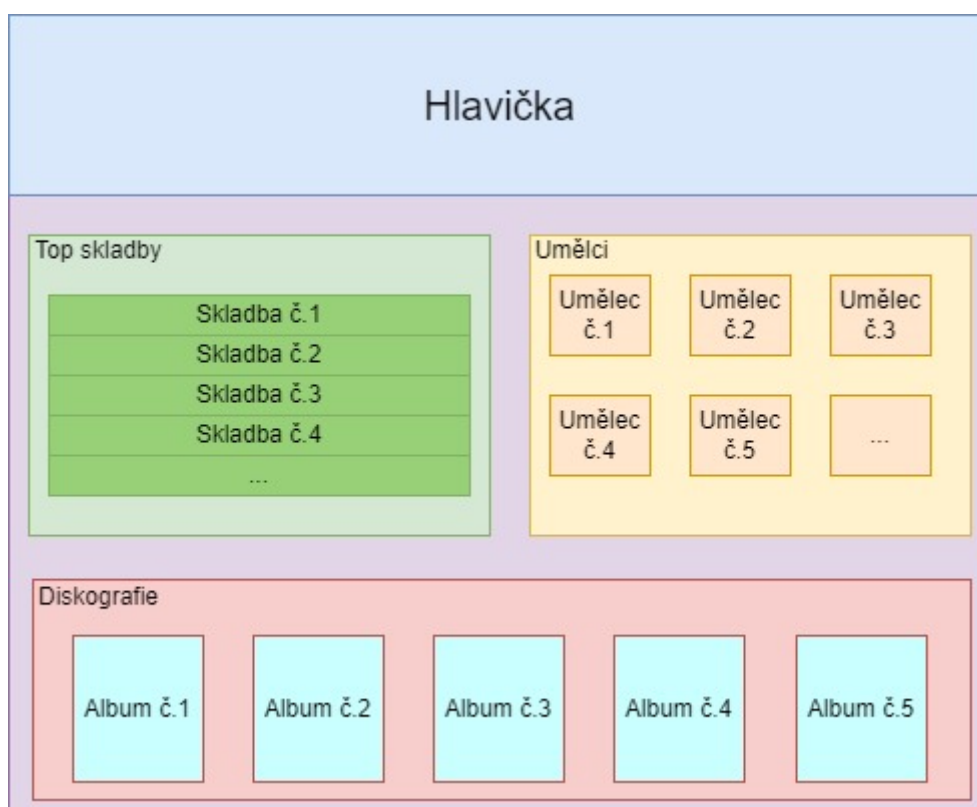 Hlavička
Top skladby
Skladba č.1
Skladba č.2
Skladba č.3
Skladba č.4
...
Umělci
Umělec
č.1
Umělec
č.2
Umělec
č.3
Umělec
č.4
Umělec
č.5
...
Diskografie
Album č.1
Album č.2
Album č.3
Album č.4
Album č.5